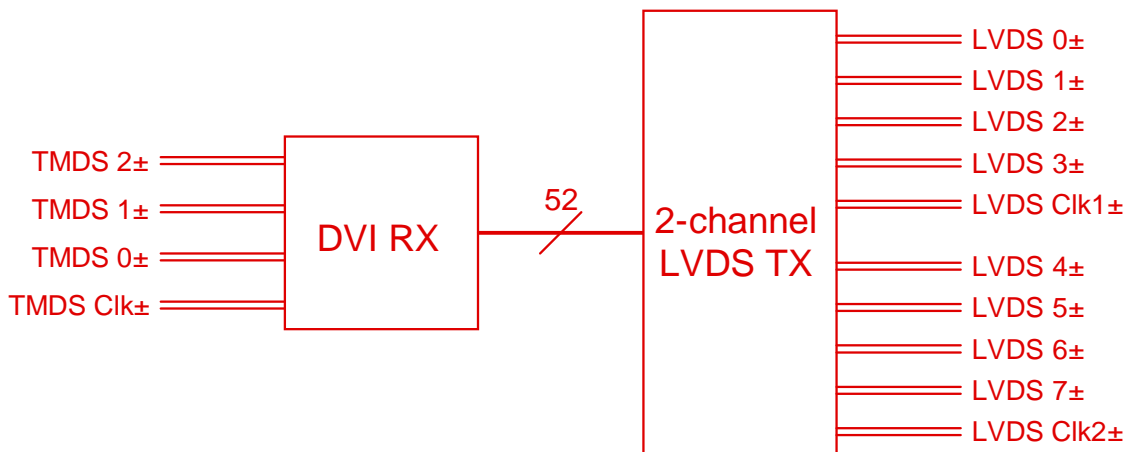 TMDS 2±
TMDS 1±
TMDS 0±
TMDS Clk±
DVI RX
52
2-channel
LVDS TX
LVDS 0±
LVDS 1±
LVDS 2±
LVDS 3±
LVDS Clk1±
LVDS 4±
LVDS 5±
LVDS 6±
LVDS 7±
LVDS Clk2±